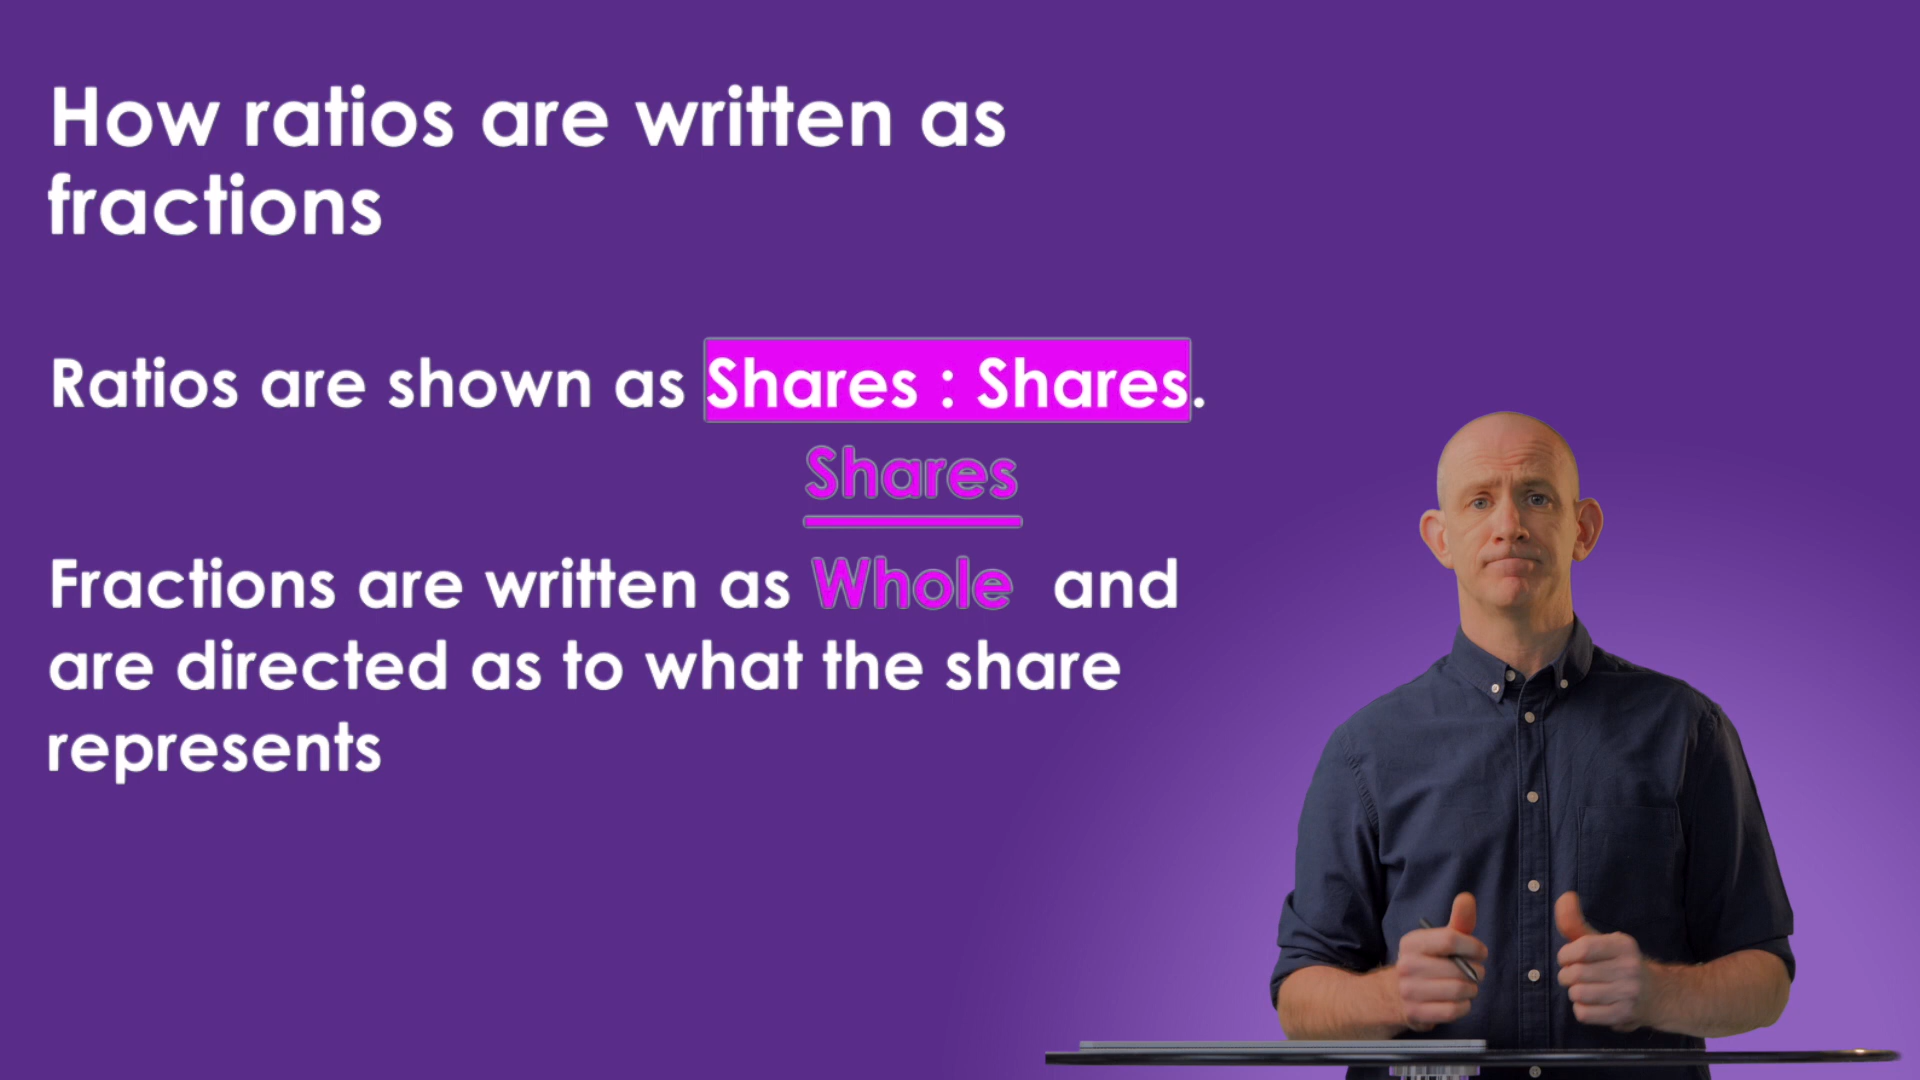 How ratios are written as
fractions
Ratios are shown as Shares : Shares.
Shares
Fractions are written as Whole and
are directed as to what the share
represents